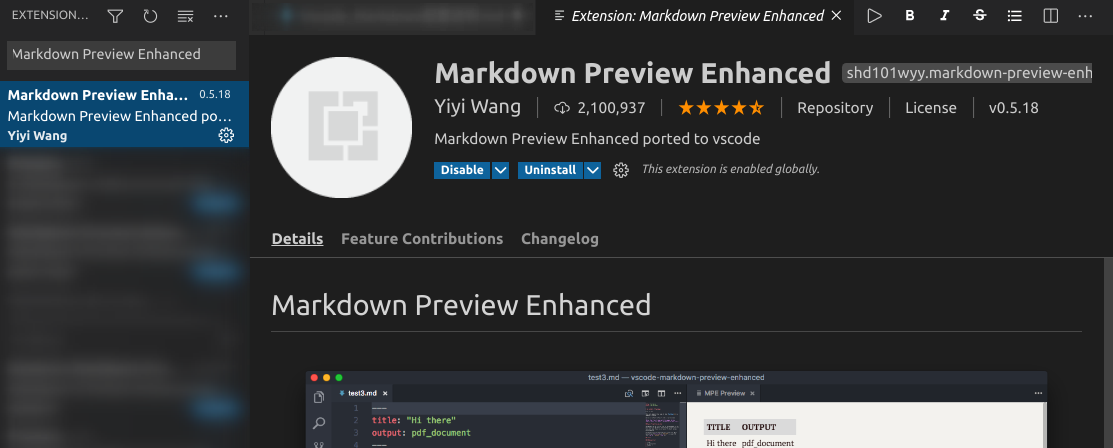 EXTENSION...
Extension: Markdown Preview Enhanced
B I S
Markdown Preview Enhanced
Markdown Preview Enha... 0.5.18
Markdown Preview Enhanced po...
Yiyi Wang
Markdown Preview Enhanced shd101wyy.markdown-preview-enh
Yiyi Wang 2,100,937 Repository License v0.5.18
Markdown Preview Enhanced ported to vscode
Disable Uninstall This extension is enabled globally.
Details Feature Contributions Changelog
Markdown Preview Enhanced
test3.md — vscode-markdown-preview-enhanced
test3.md MPE Preview
1 ---
2 title: "Hi there"
3 output: pdf_document
4 ---
TITLE OUTPUT
Hi there pdf_document